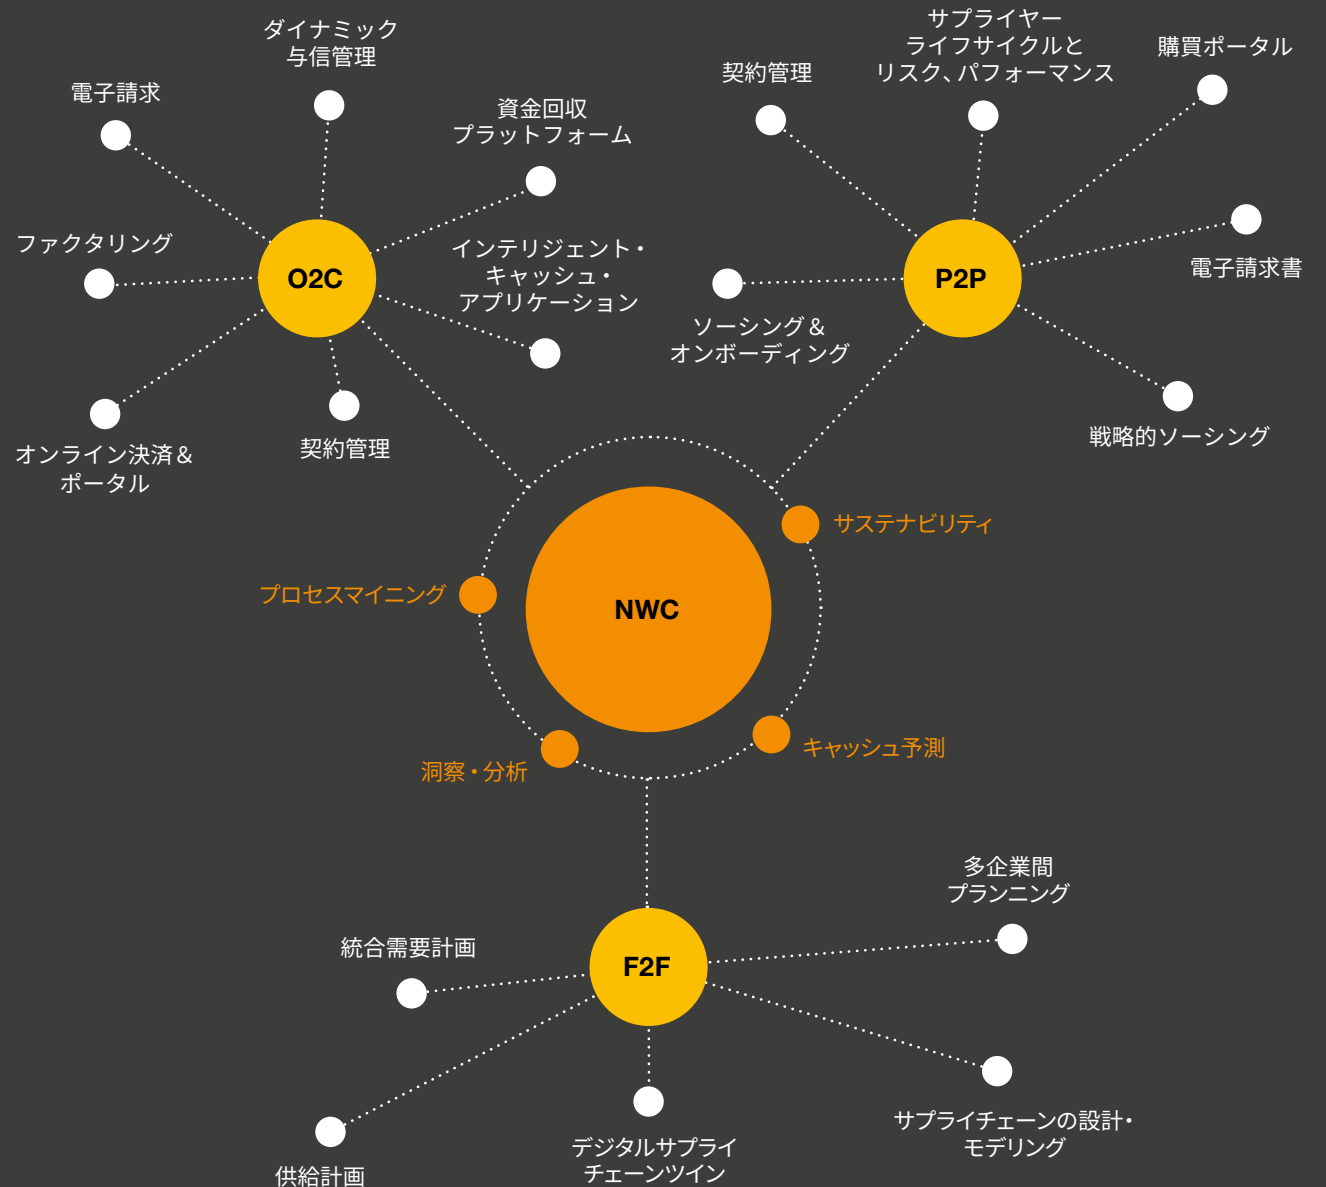 ダイナミック
与信管理
電子請求
資金回収
プラットフォーム
ファクタリング
O2C
インテリジェント・
キャッシュ・
アプリケーション
オンライン決済＆
ポータル
契約管理
サプライヤー
ライフサイクルと
リスク、パフォーマンス
契約管理
購買ポータル
P2P
電子請求書
ソーシング＆
オンボーディング
戦略的ソーシング
サステナビリティ
プロセスマイニング
NWC
キャッシュ予測
洞察・分析
多企業間
プランニング
統合需要計画
F2F
サプライチェーンの設計・
モデリング
デジタルサプライ
チェーンツイン
供給計画